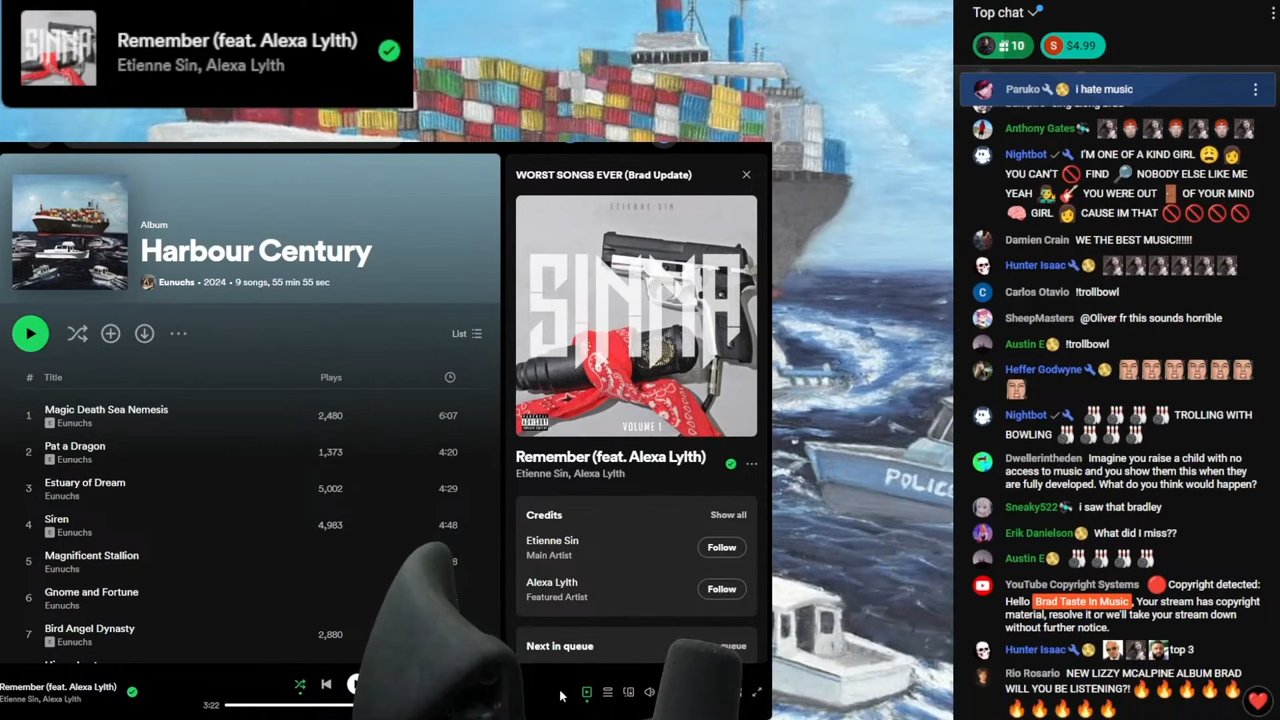 SINNA
Remember (feat. Alexa Lylth)
Etienne Sin, Alexa Lylth
Album
Harbour Century
Eunuchs • 2024 • 9 songs, 55 min 55 sec
List
# Title Plays
1 Magic Death Sea Nemesis 2,480 6:07
E Eunuchs
2 Pat a Dragon 1,373 4:20
E Eunuchs
3 Estuary of Dream 5,002 4:29
Eunuchs
4 Siren 4,983 4:48
E Eunuchs
5 Magnificent Stallion
Eunuchs
6 Gnome and Fortune
Eunuchs
7 Bird Angel Dynasty 2,880
E Eunuchs
Remember (feat. Alexa Lylth)
Etienne Sin, Alexa Lylth
3:22
WORST SONGS EVER (Brad Update)
ETIENNE SIN
SINNA
VOLUME 1
Remember (feat. Alexa Lylth)
Etienne Sin, Alexa Lylth
Credits Show all
Etienne Sin
Main Artist
Follow
Alexa Lylth
Featured Artist
Follow
Next in queue queue
POLICE
Top chat
10
S $4.99
Paruko i hate music
Anthony Gates
Nightbot I'M ONE OF A KIND GIRL 😩 👩
YOU CAN'T 🚫 FIND 🔎 NOBODY ELSE LIKE ME
YEAH 👨‍🎤 🎸 YOU WERE OUT 🚪 OF YOUR MIND
🧠 GIRL 👩 CAUSE IM THAT 🚫 🚫 🚫 🚫
Damien Crain WE THE BEST MUSIC!!!!!!
Hunter Isaac
Carlos Otavio !trollbowl
SheepMasters @Oliver fr this sounds horrible
Austin E !trollbowl
Heffer Godwyne
Nightbot 🎳 🎳 🎳 🎳 TROLLING WITH
BOWLING 🎳 🎳 🎳 🎳
Dwellerintheden Imagine you raise a child with no
access to music and you show them this when they
are fully developed. What do you think would happen?
Sneaky522 i saw that bradley
Erik Danielson What did I miss??
Austin E 🎳 🎳 🎳 🎳
YouTube Copyright Systems 🔴 Copyright detected:
Hello Brad Taste In Music, Your stream has copyright
material, resolve it or we'll take your stream down
without further notice.
Hunter Isaac top 3
Rio Rosario NEW LIZZY MCALPINE ALBUM BRAD
WILL YOU BE LISTENING?! 🔥 🔥 🔥 🔥 🔥
🔥 🔥 🔥 🔥 🔥